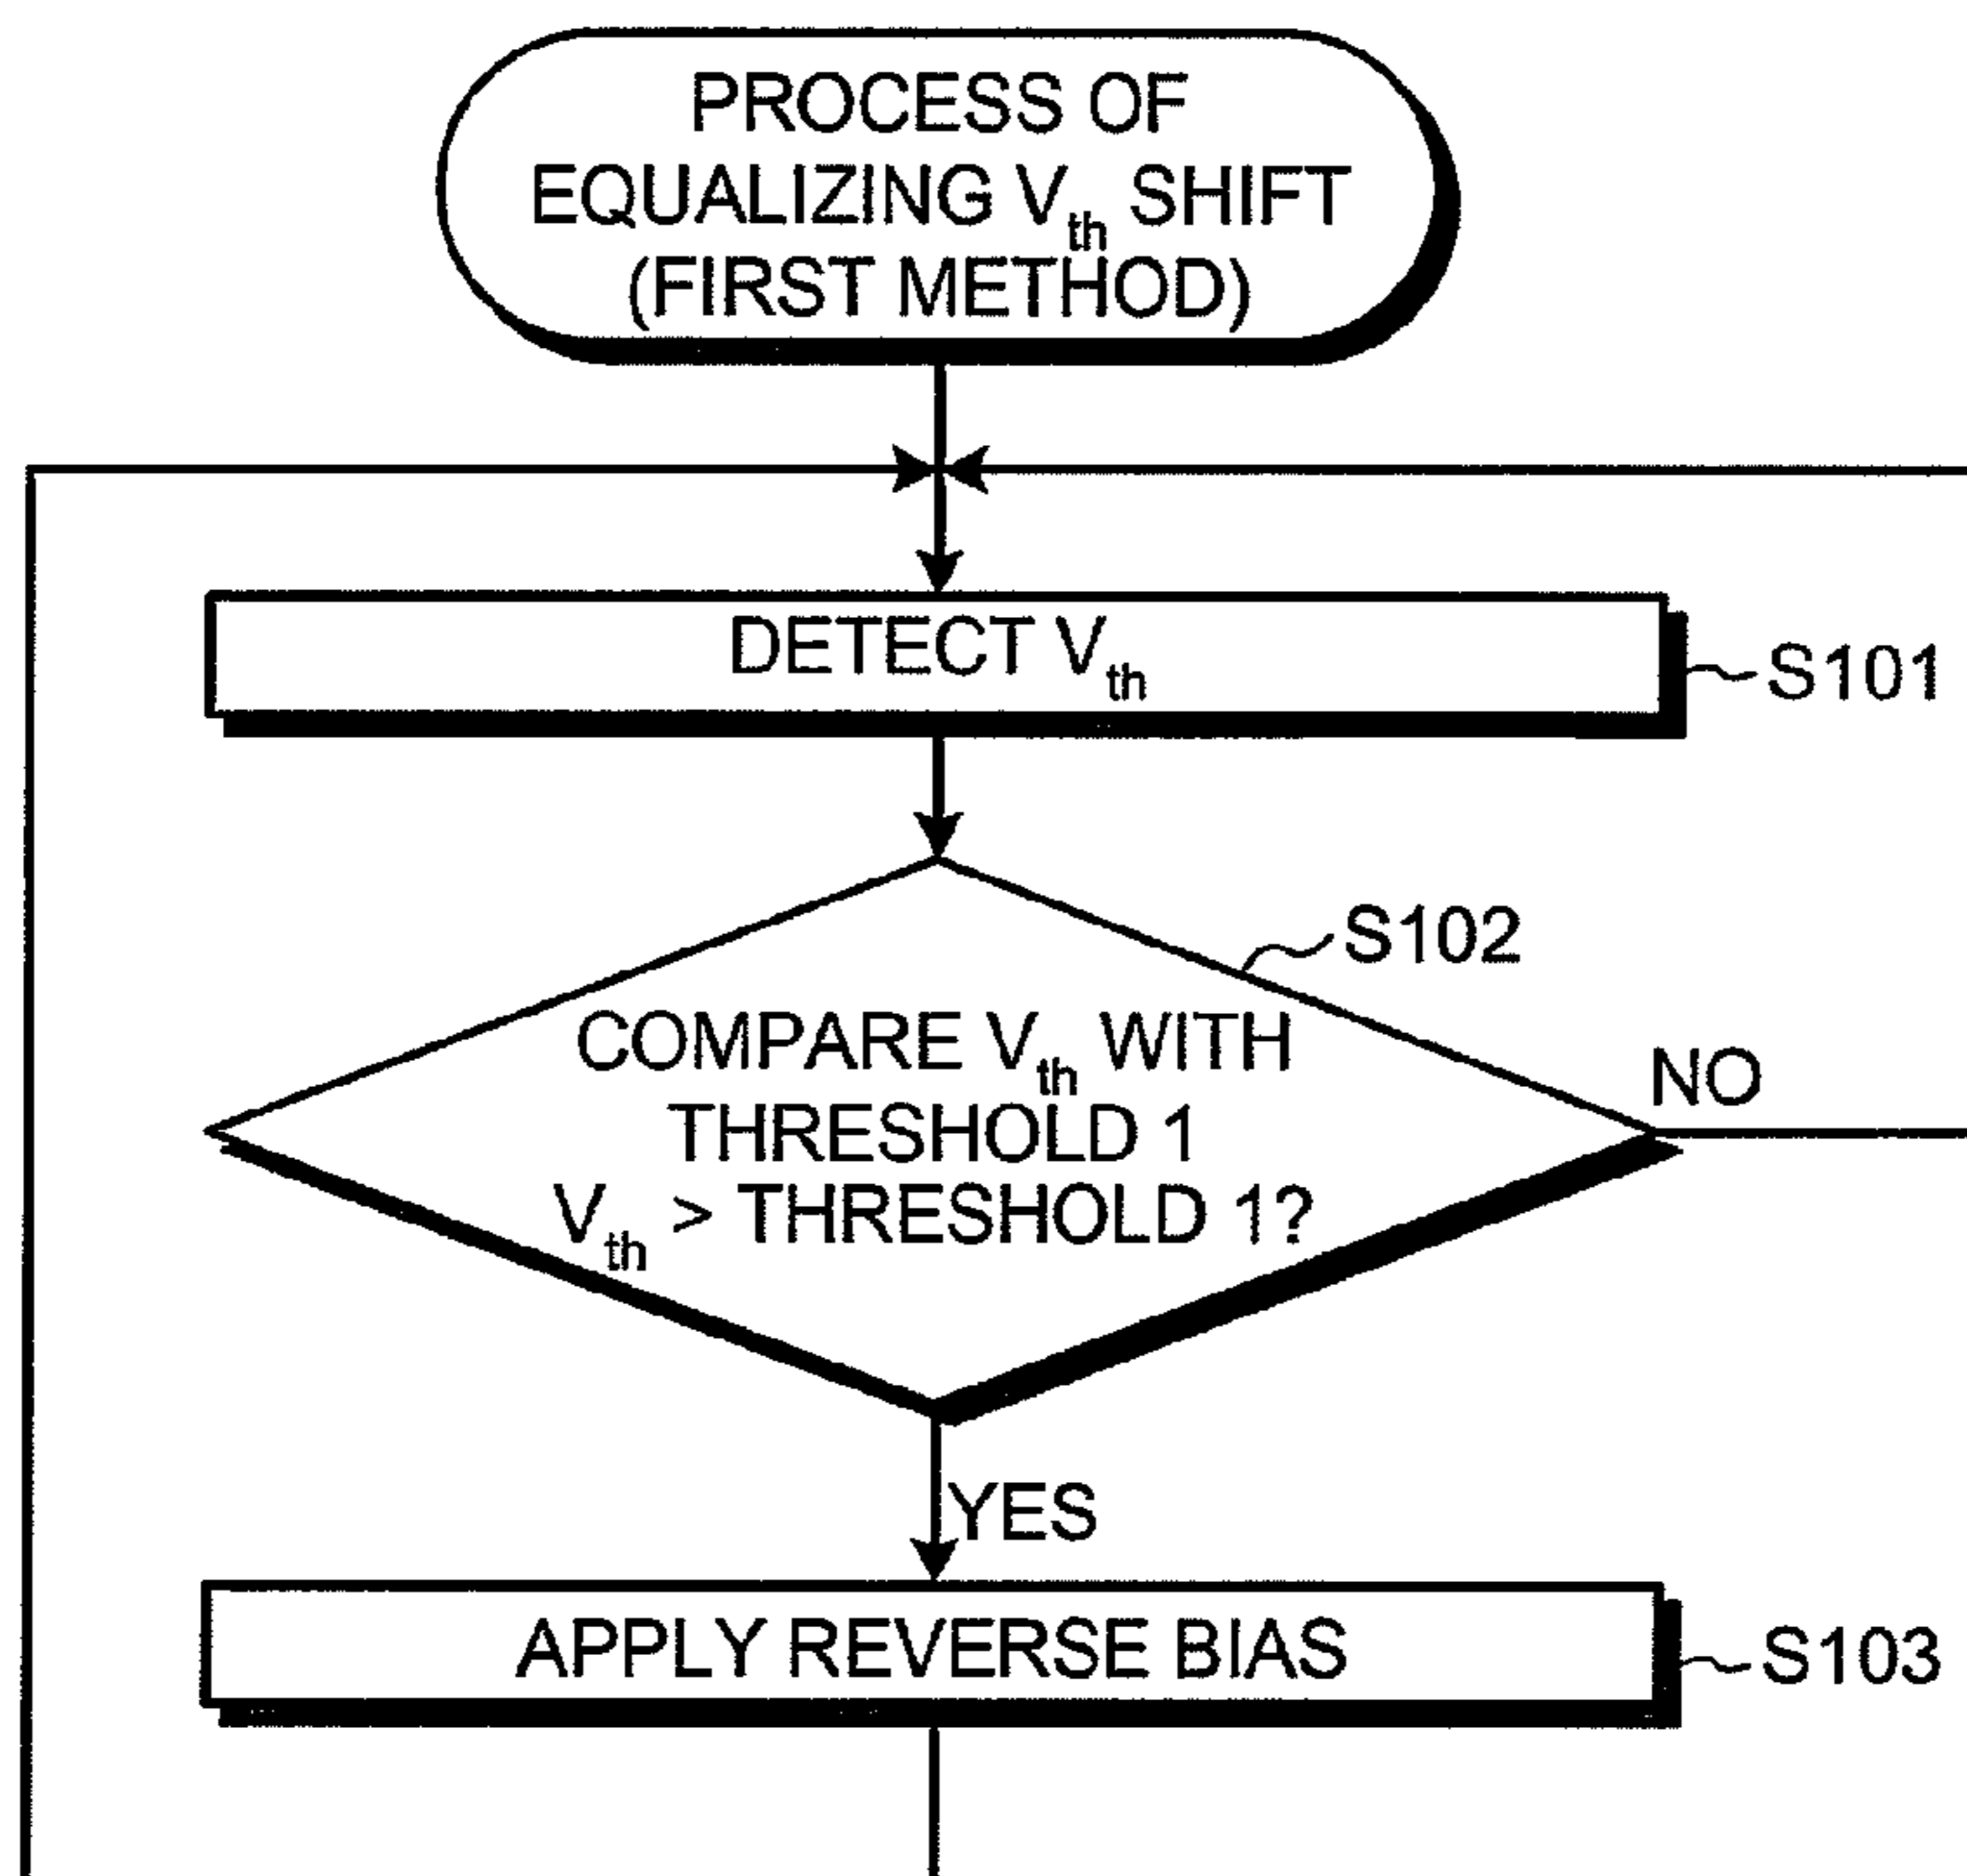 PROCESS OF
EQUALIZING Vth SHIFT
(FIRST METHOD)
DETECT Vth
S101
S102
COMPARE Vth WITH
THRESHOLD 1
Vth > THRESHOLD 1?
NO
YES
APPLY REVERSE BIAS
S103